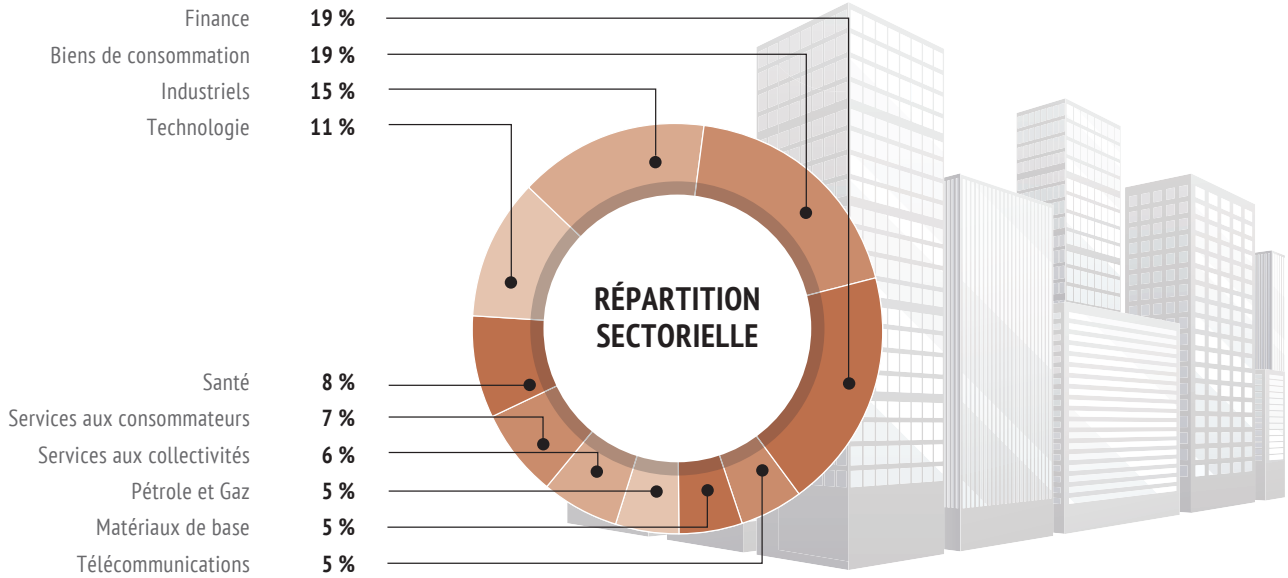 Finance 19 %
Biens de consommation 19 %
Industriels 15 %
Technologie 11 %
RÉPARTITION
SECTORIELLE
Santé 8 %
Services aux consommateurs 7 %
Services aux collectivités 6 %
Pétrole et Gaz 5 %
Matériaux de base 5 %
Télécommunications 5 %